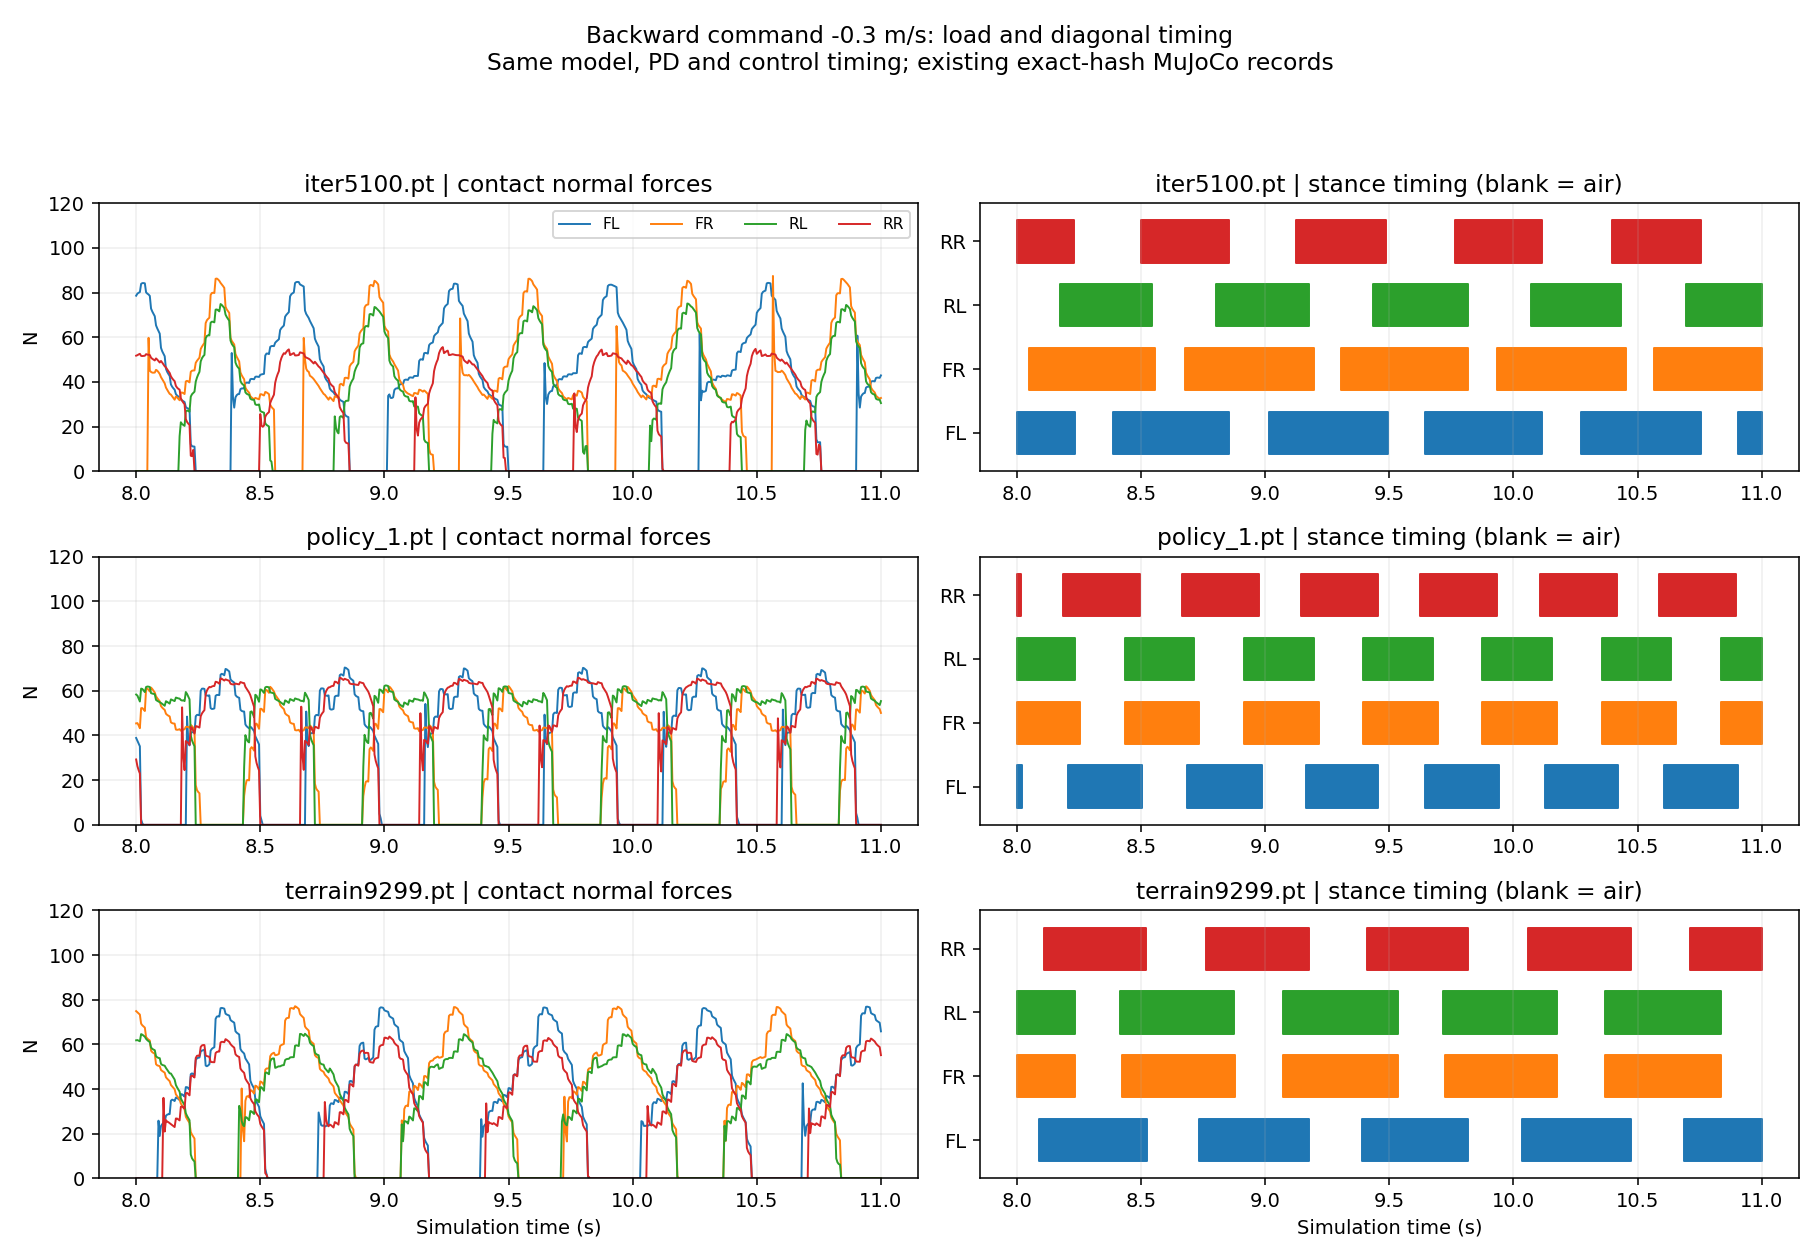 Backward command -0.3 m/s: load and diagonal timing
Same model, PD and control timing; existing exact-hash MuJoCo records
iter5100.pt | contact normal forces
120
100
80
60
40
20
0
N
FL
FR
RL
RR
8.0
8.5
9.0
9.5
10.0
10.5
11.0
iter5100.pt | stance timing (blank = air)
RR
RL
FR
FL
8.0
8.5
9.0
9.5
10.0
10.5
11.0
policy_1.pt | contact normal forces
120
100
80
60
40
20
0
N
8.0
8.5
9.0
9.5
10.0
10.5
11.0
policy_1.pt | stance timing (blank = air)
RR
RL
FR
FL
8.0
8.5
9.0
9.5
10.0
10.5
11.0
terrain9299.pt | contact normal forces
120
100
80
60
40
20
0
N
8.0
8.5
9.0
9.5
10.0
10.5
11.0
Simulation time (s)
terrain9299.pt | stance timing (blank = air)
RR
RL
FR
FL
8.0
8.5
9.0
9.5
10.0
10.5
11.0
Simulation time (s)